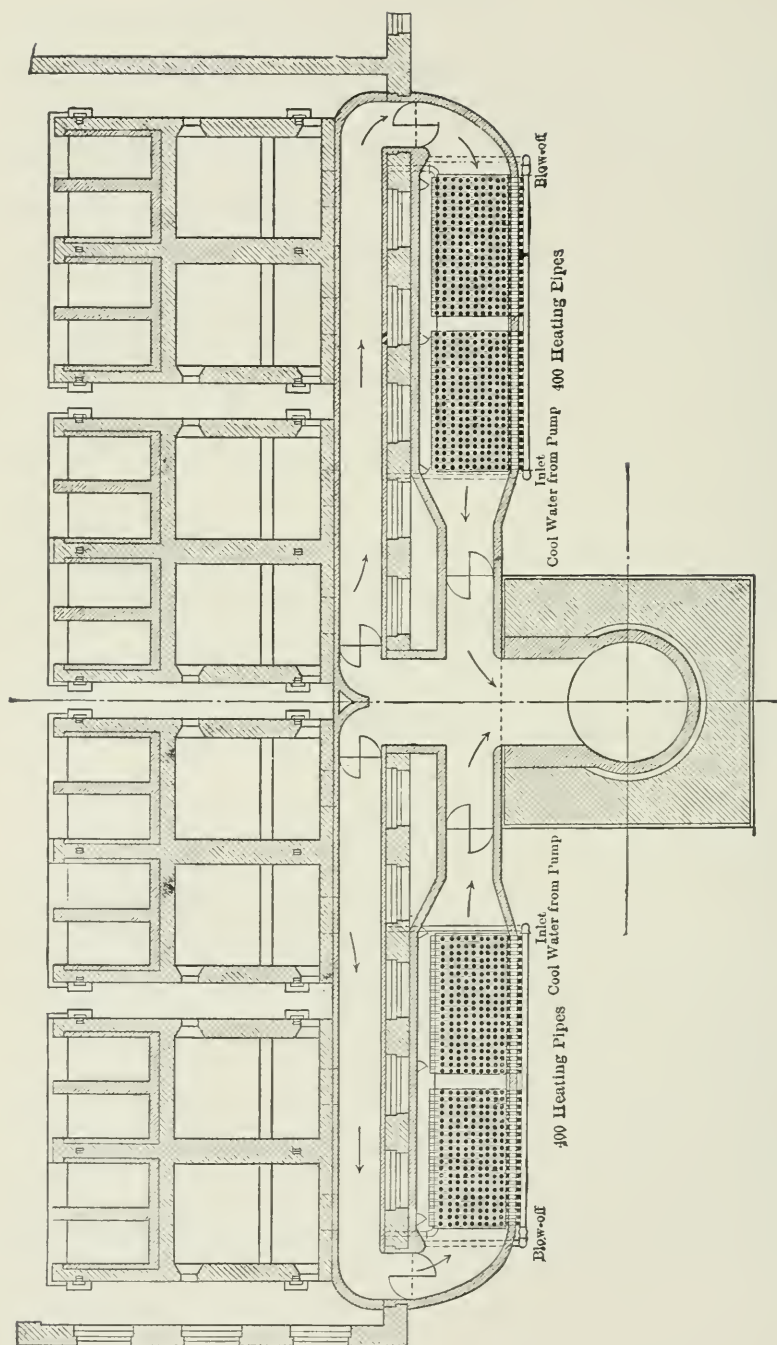 Blow-off
400 Heating Pipes
Inlet
Cool Water from Pump
Inlet
Cool Water from Pump
400 Heating Pipes
Blow-off